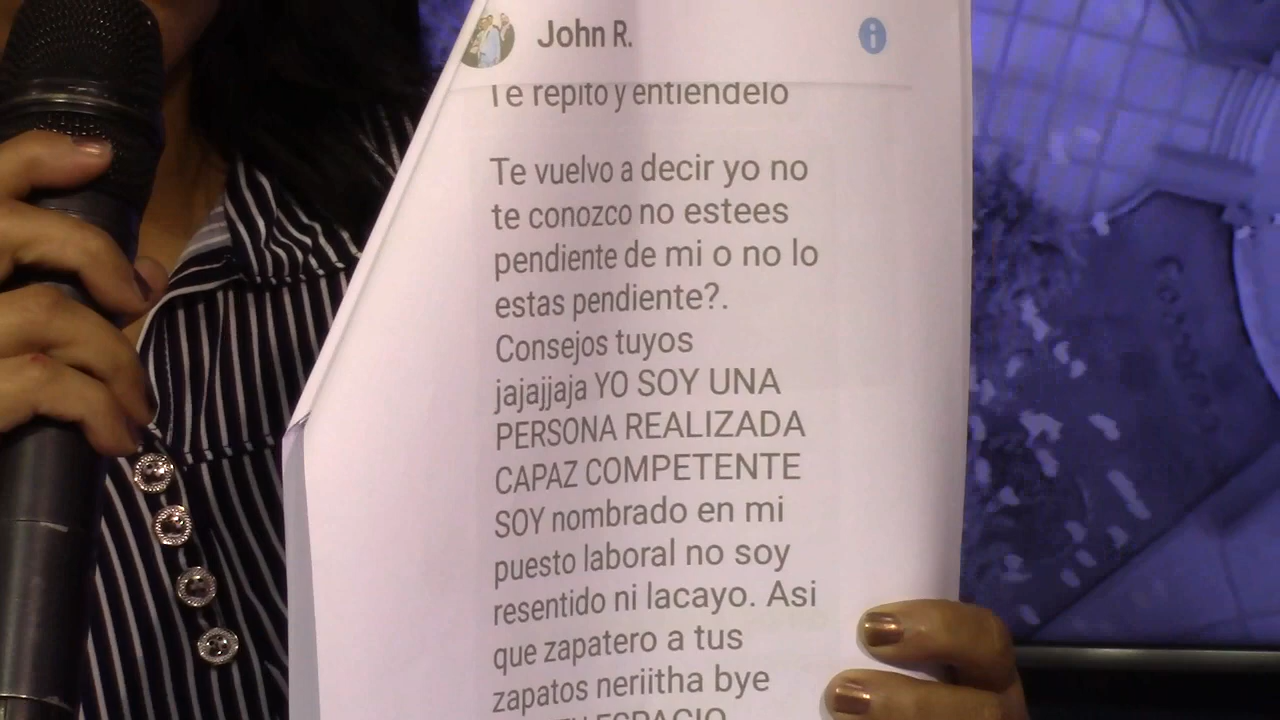 John R.
Te repito y entiendelo
Te vuelvo a decir yo no
te conozco no estees
pendiente de mi o no lo
estas pendiente?.
Consejos tuyos
jajajjaja YO SOY UNA
PERSONA REALIZADA
CAPAZ COMPETENTE
SOY nombrado en mi
puesto laboral no soy
resentido ni lacayo. Asi
que zapatero a tus
zapatos neriitha bye
ESPACIO